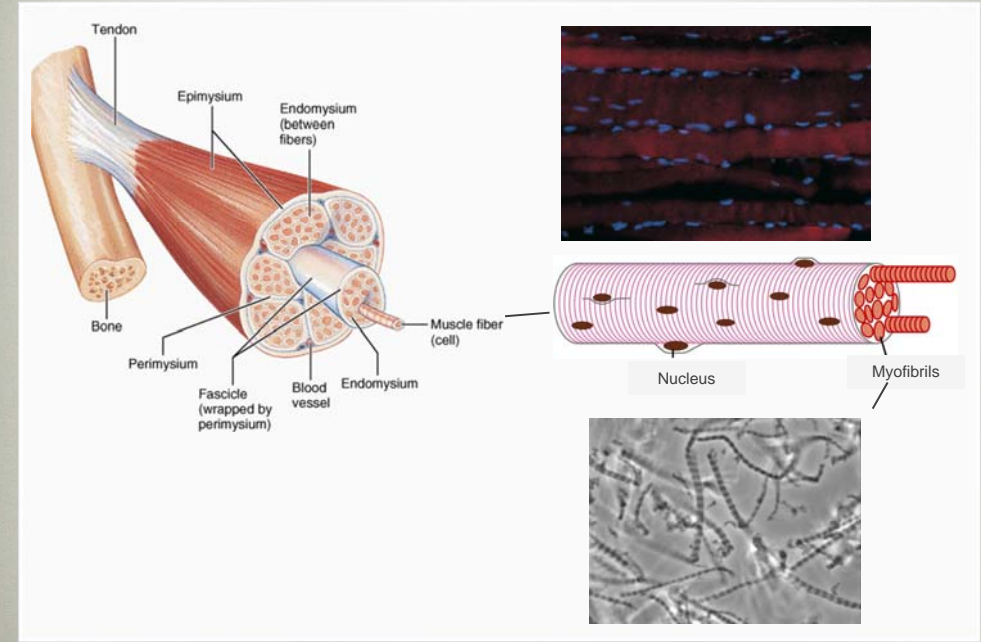 Tendon
Epimysium
Endomysium
(between
fibers)
Bone
Perimysium
Fascicle
(wrapped by
perimysium)
Blood
vessel
Endomysium
Muscle fiber
(cell)
Nucleus
Myofibrils